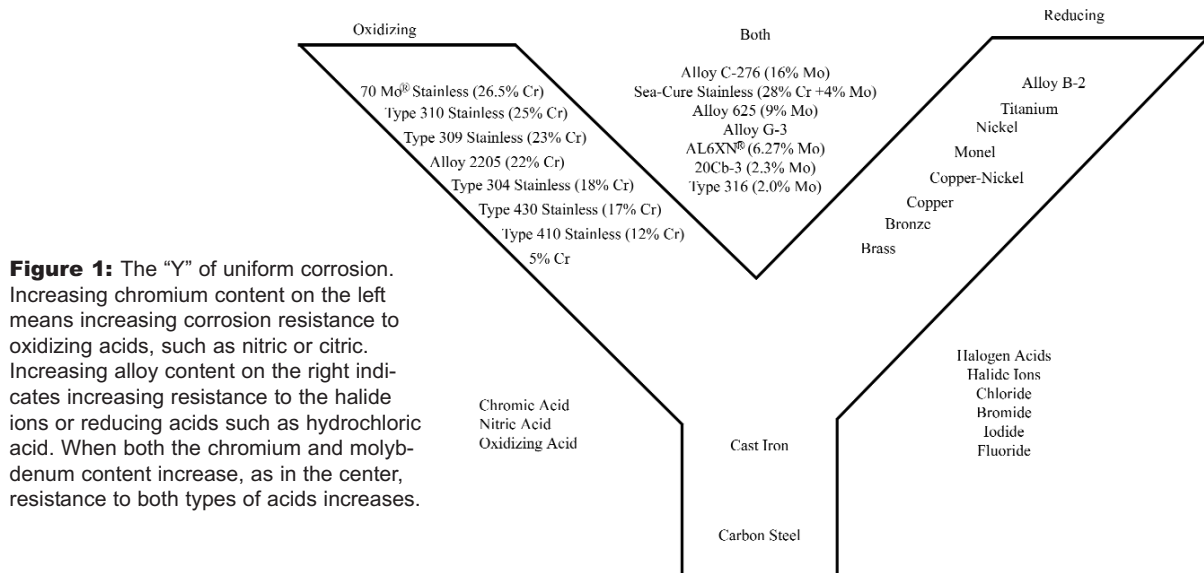 Oxidizing
Both
Reducing
70 Mo® Stainless (26.5% Cr)
Type 310 Stainless (25% Cr)
Type 309 Stainless (23% Cr)
Alloy 2205 (22% Cr)
Type 304 Stainless (18% Cr)
Type 430 Stainless (17% Cr)
Type 410 Stainless (12% Cr)
5% Cr
Alloy C-276 (16% Mo)
Sea-Cure Stainless (28% Cr +4% Mo)
Alloy 625 (9% Mo)
Alloy G-3
AL6XN® (6.27% Mo)
20Cb-3 (2.3% Mo)
Type 316 (2.0% Mo)
Alloy B-2
Titanium
Nickel
Monel
Copper-Nickel
Copper
Bronze
Brass
Figure 1: The “Y” of uniform corrosion.
Increasing chromium content on the left
means increasing corrosion resistance to
oxidizing acids, such as nitric or citric.
Increasing alloy content on the right indi-
cates increasing resistance to the halide
ions or reducing acids such as hydrochloric
acid. When both the chromium and molyb-
denum content increase, as in the center,
resistance to both types of acids increases.
Chromic Acid
Nitric Acid
Oxidizing Acid
Cast Iron
Carbon Steel
Halogen Acids
Halide Ions
Chloride
Bromide
Iodide
Fluoride